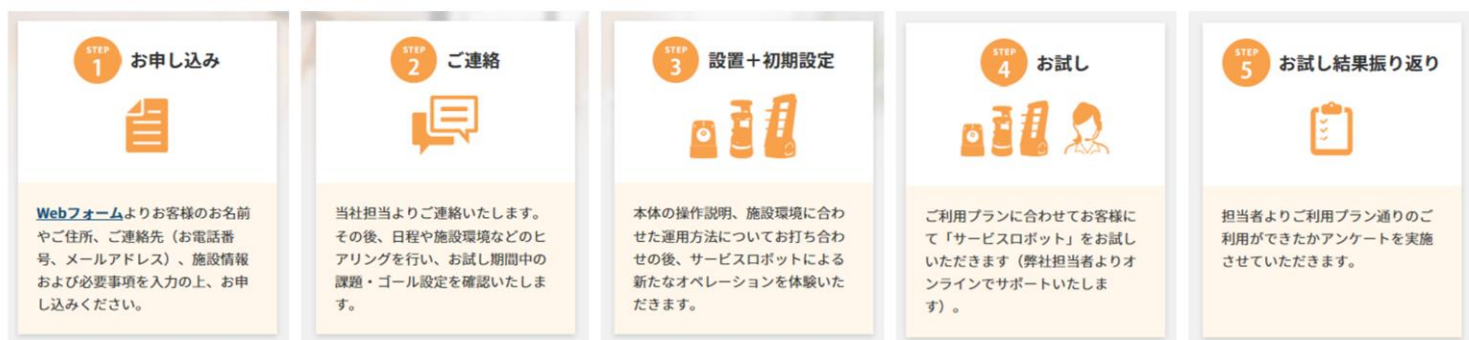 STEP
1
お申し込み
Webフォームよりお客様のお名前
やご住所、ご連絡先（お電話番
号、メールアドレス）、施設情報
および必要事項を入力の上、お申
し込みください。
STEP
2
ご連絡
当社担当よりご連絡いたします。
その後、日程や施設環境などのヒ
アリングを行い、お試し期間中の
課題・ゴール設定を確認いたしま
す。
STEP
3
設置＋初期設定
本体の操作説明、施設環境に合わ
せた運用方法についてお打ち合わ
せの後、サービスロボットによる
新たなオペレーションを体験いた
だきます。
STEP
4
お試し
ご利用プランに合わせてお客様に
て「サービスロボット」をお試し
いただきます（弊社担当者よりオ
ンラインでサポートいたしま
す）。
STEP
5
お試し結果振り返り
担当者よりご利用プラン通りのご
利用ができたかアンケートを実施
させていただきます。